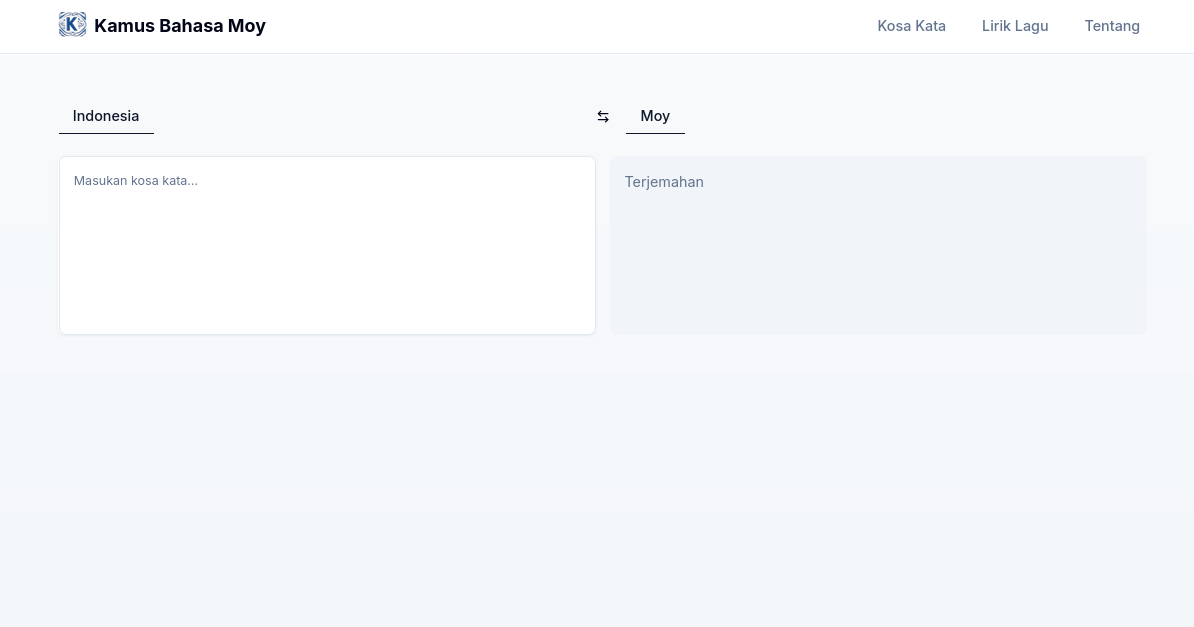 K Kamus Bahasa Moy
Kosa Kata Lirik Lagu Tentang
Indonesia
Moy
Masukan kosa kata...
Terjemahan